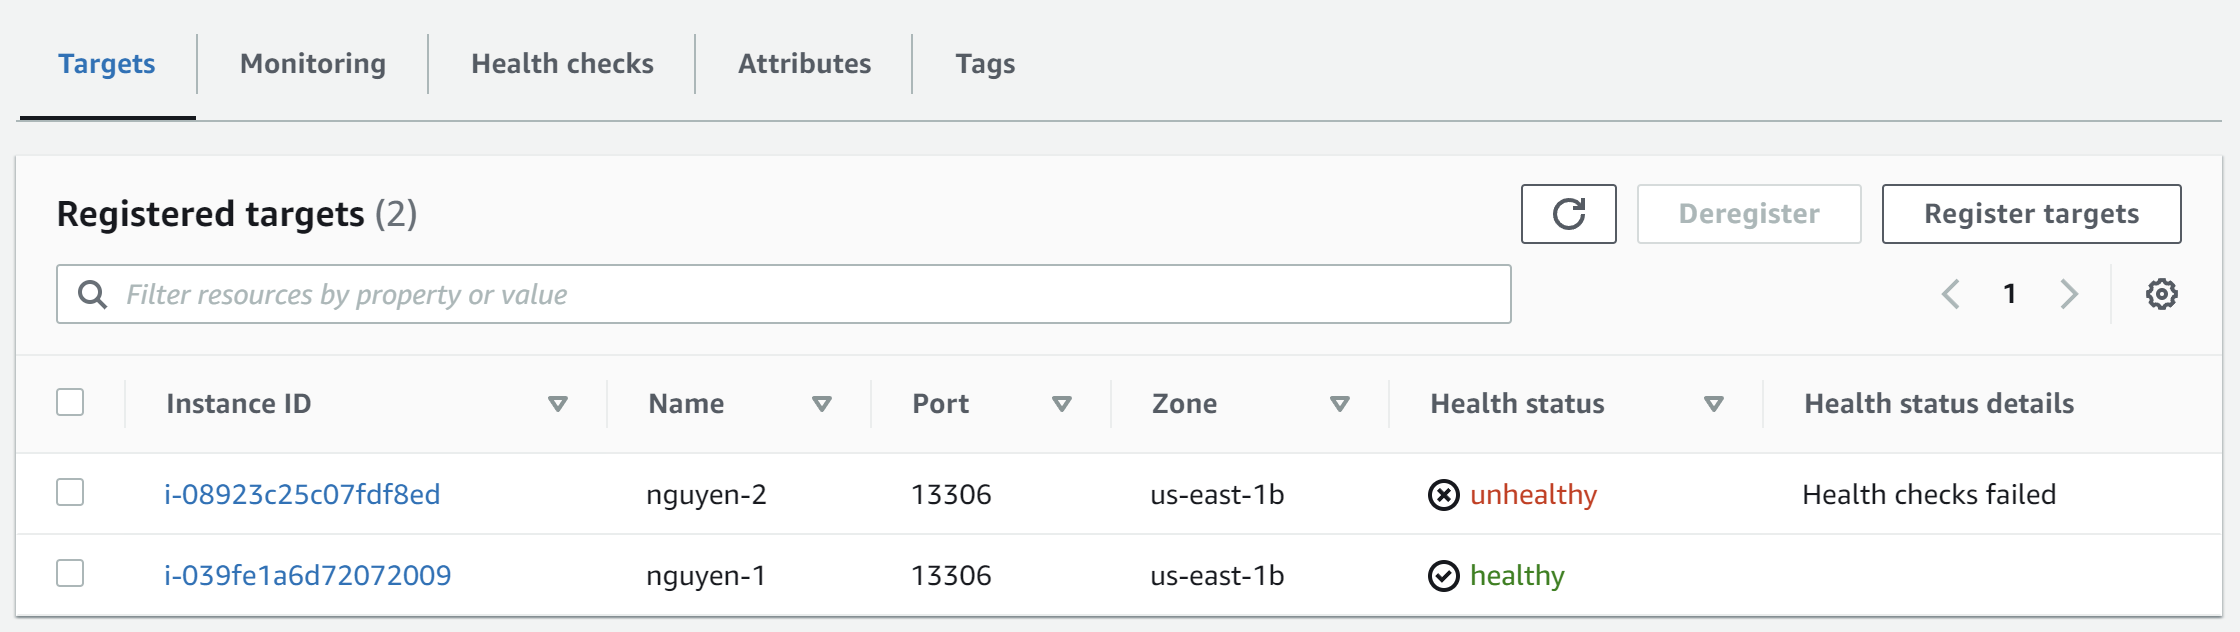 Targets Monitoring Health checks Attributes Tags
Registered targets (2) Deregister Register targets
Filter resources by property or value 1
Instance ID Name Port Zone Health status Health status details
i-08923c25c07fdf8ed nguyen-2 13306 us-east-1b unhealthy Health checks failed
i-039fe1a6d72072009 nguyen-1 13306 us-east-1b healthy